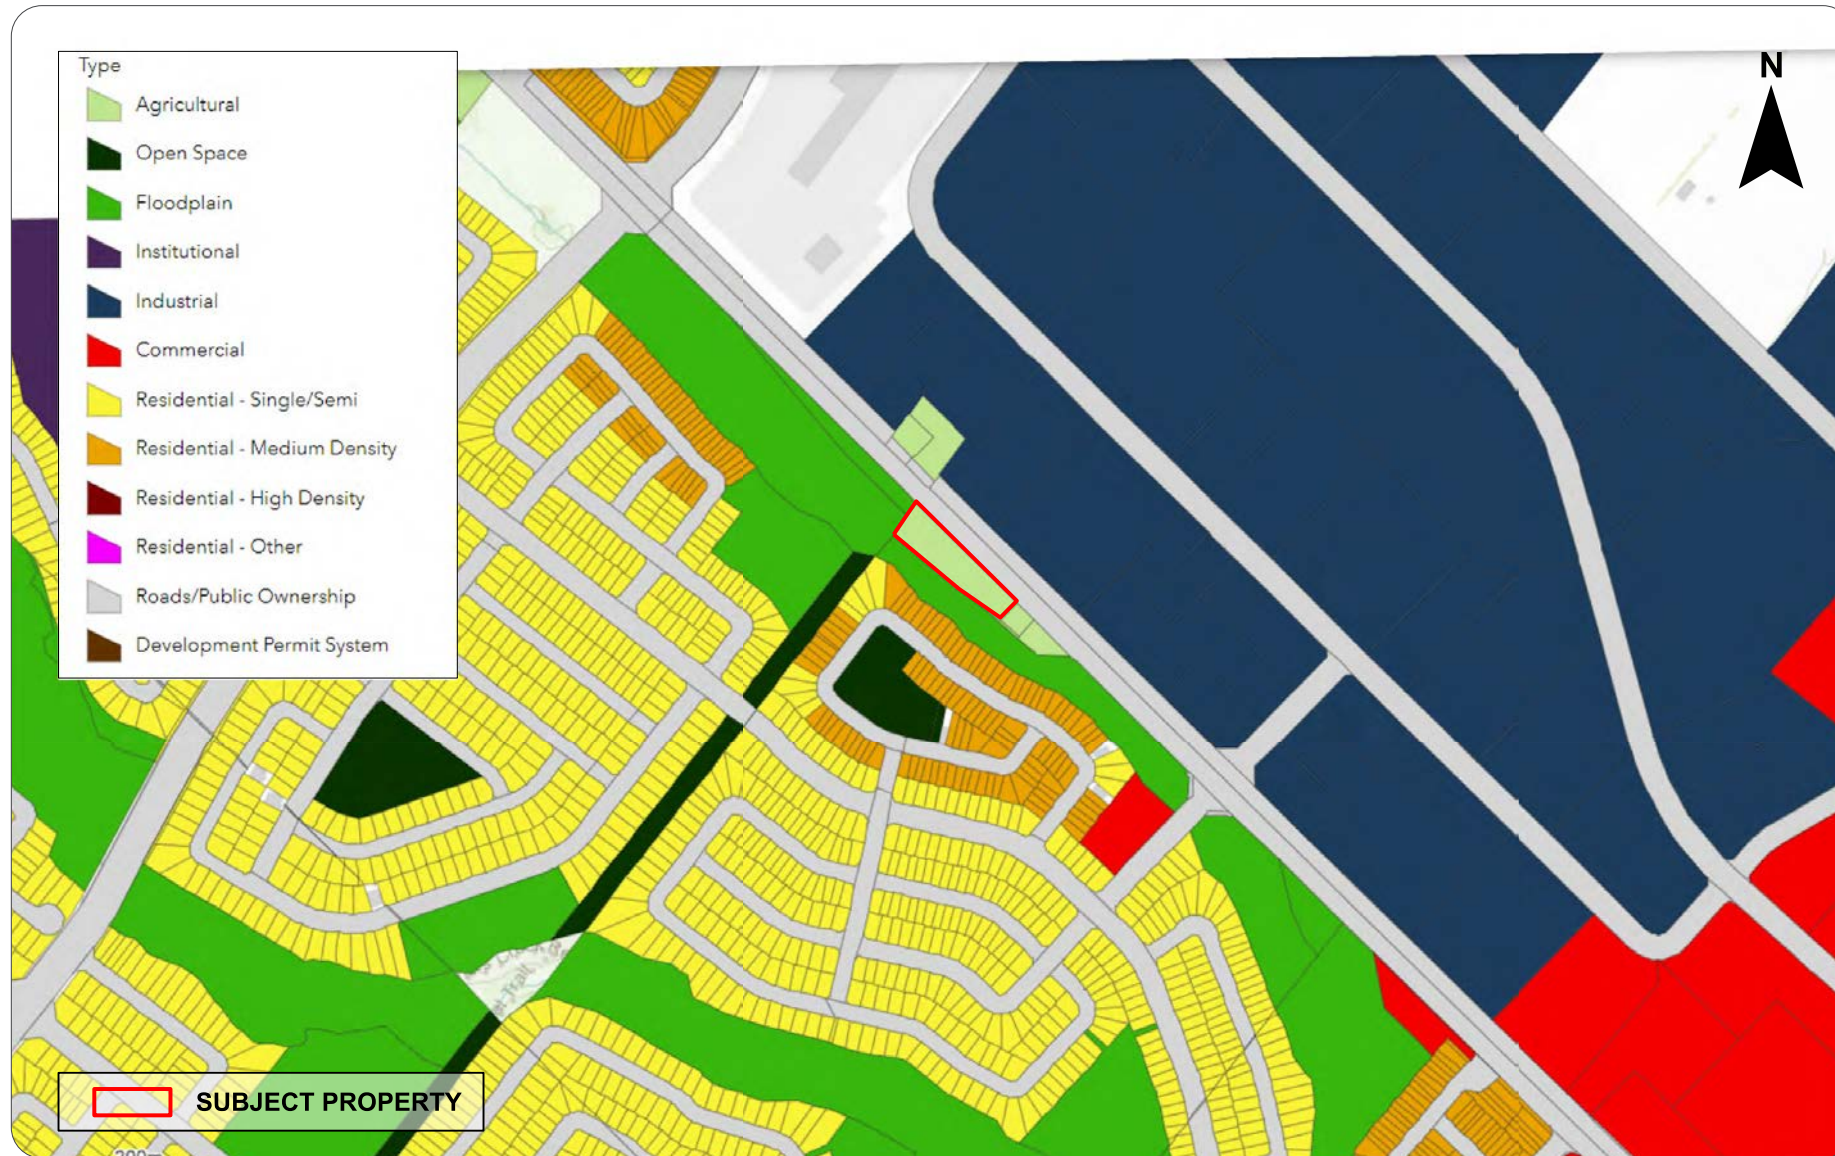 Type
Agricultural
Open Space
Floodplain
Institutional
Industrial
Commercial
Residential - Single/Semi
Residential - Medium Density
Residential - High Density
Residential - Other
Roads/Public Ownership
Development Permit System
N
Trail
SUBJECT PROPERTY